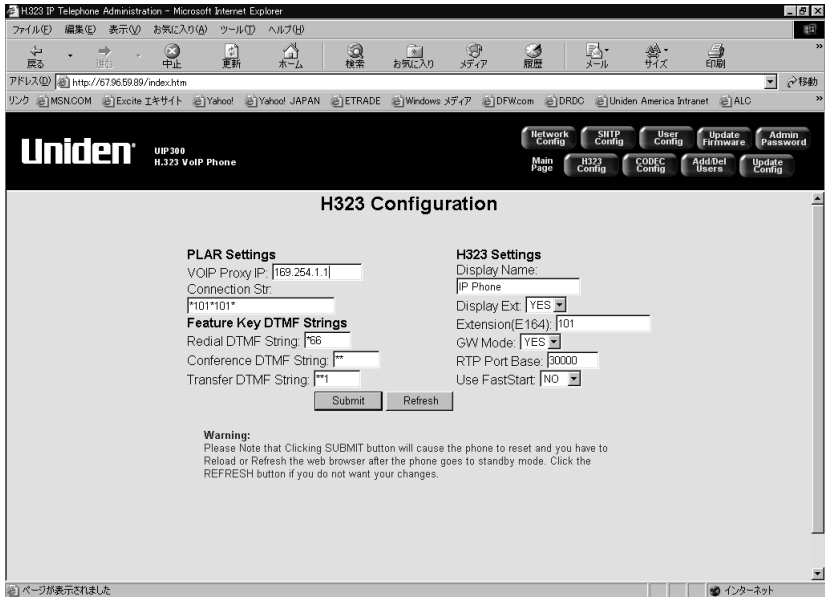 H.323 IP Telephone Administration - Microsoft Internet Explorer
ファイル(F) 編集(E) 表示(V) お気に入り(A) ツール(T) ヘルプ(H)
戻る 進む 中止 更新 ホーム 検索 お気に入り メディア 履歴 メール サイズ 印刷 »
アドレス(D) http://67.96.59.89/index.htm 移動
リンク MSN.COM Excite エキサイト Yahoo! Yahoo! JAPAN ETRADE Windows メディア DFW.com DRDC Uniden America Intranet ALC »
Uniden®
UIP300
H.323 VoIP Phone
Network Config SNTP Config User Config Update Firmware Admin Password
Main Page H323 Config CODEC Config Add/Del Users Update Config
H323 Configuration
PLAR Settings
VOIP Proxy IP: 169.254.1.1
Connection Str:
*101*101*
Feature Key DTMF Strings
Redial DTMF String: *66
Conference DTMF String: **
Transfer DTMF String: **1
H323 Settings
Display Name:
IP Phone
Display Ext: YES
Extension(E164): 101
GW Mode: YES
RTP Port Base: 30000
Use FastStart: NO
Submit Refresh
Warning:
Please Note that Clicking SUBMIT button will cause the phone to reset and you have to
Reload or Refresh the web browser after the phone goes to standby mode. Click the
REFRESH button if you do not want your changes.
ページが表示されました インターネット